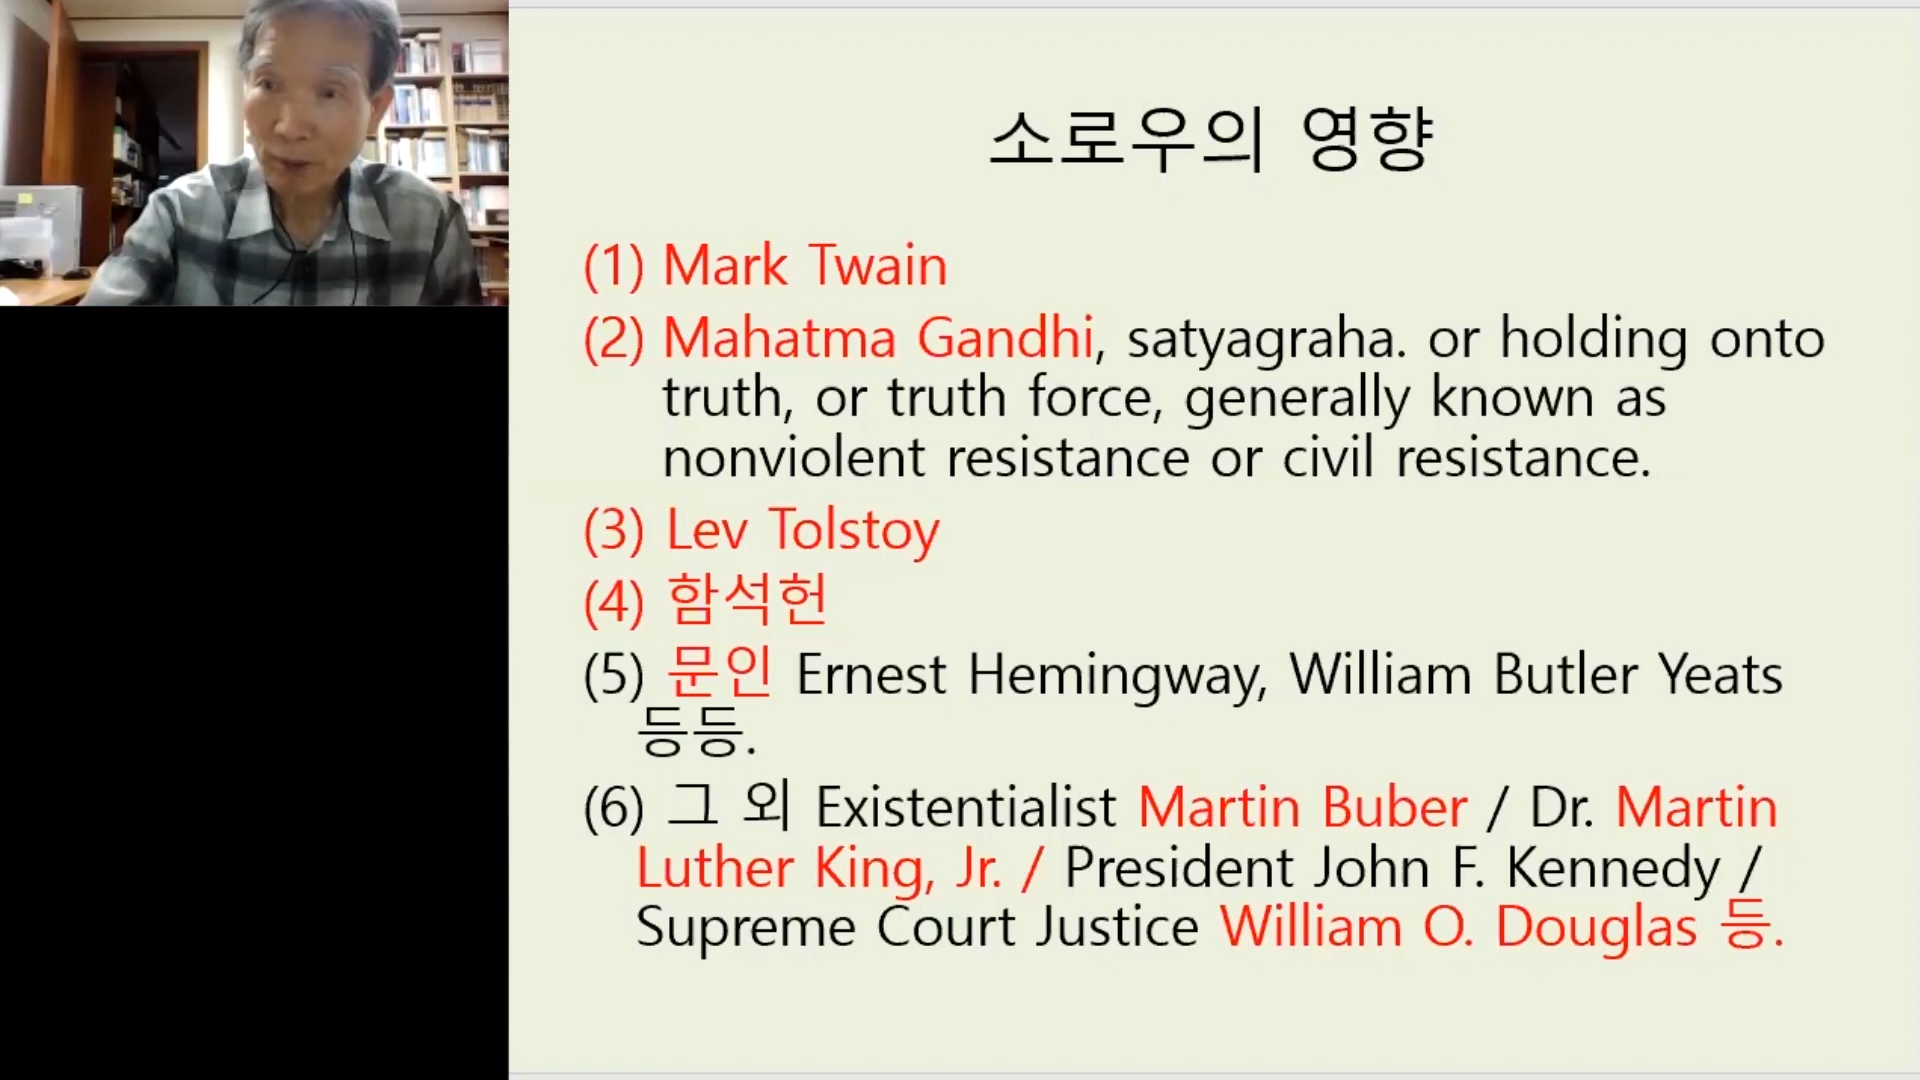 소로우의 영향
(1) Mark Twain
(2) Mahatma Gandhi, satyagraha. or holding onto
truth, or truth force, generally known as
nonviolent resistance or civil resistance.
(3) Lev Tolstoy
(4) 함석헌
(5) 문인 Ernest Hemingway, William Butler Yeats
등등.
(6) 그 외 Existentialist Martin Buber / Dr. Martin
Luther King, Jr. / President John F. Kennedy /
Supreme Court Justice William O. Douglas 등.